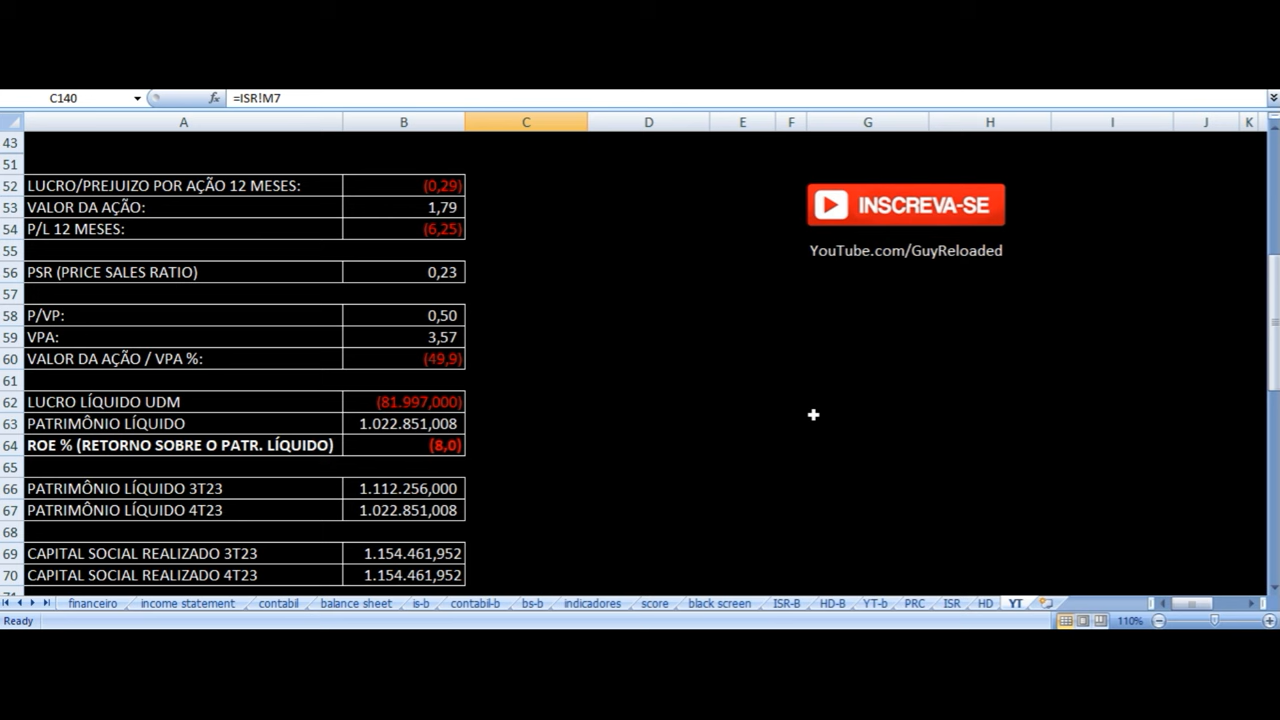 C140 fx =ISR!M7
A B C D E F G H I J K
43
51
52 LUCRO/PREJUIZO POR AÇÃO 12 MESES: (0,29)
53 VALOR DA AÇÃO: 1,79
54 P/L 12 MESES: (6,25)
55
56 PSR (PRICE SALES RATIO) 0,23
57
58 P/VP: 0,50
59 VPA: 3,57
60 VALOR DA AÇÃO / VPA %: (49,9)
61
62 LUCRO LÍQUIDO UDM (81.997,000)
63 PATRIMÔNIO LÍQUIDO 1.022.851,008
64 ROE % (RETORNO SOBRE O PATR. LÍQUIDO) (8,0)
65
66 PATRIMÔNIO LÍQUIDO 3T23 1.112.256,000
67 PATRIMÔNIO LÍQUIDO 4T23 1.022.851,008
68
69 CAPITAL SOCIAL REALIZADO 3T23 1.154.461,952
70 CAPITAL SOCIAL REALIZADO 4T23 1.154.461,952
INSCREVA-SE
YouTube.com/GuyReloaded
financeiro income statement contabil balance sheet is-b contabil-b bs-b indicadores score black screen ISR-B HD-B YT-b PRC ISR HD YT
Ready 110%